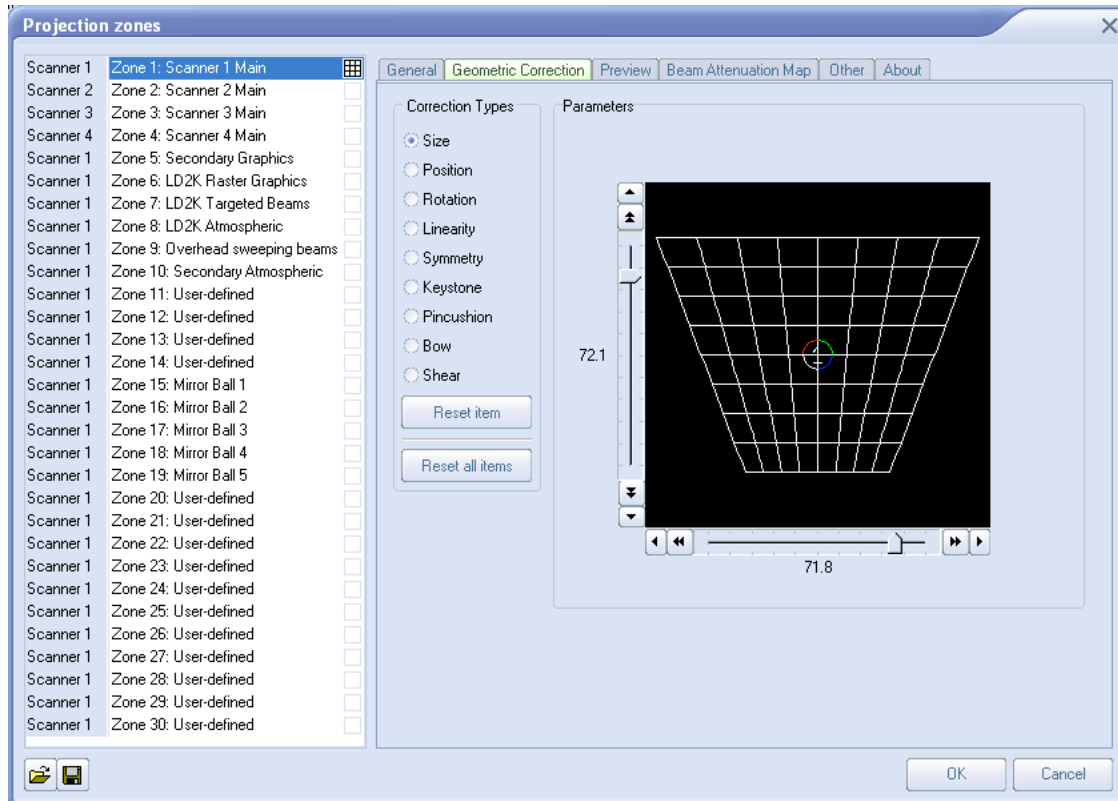 Projection zones
Scanner 1 Zone 1: Scanner 1 Main
Scanner 2 Zone 2: Scanner 2 Main
Scanner 3 Zone 3: Scanner 3 Main
Scanner 4 Zone 4: Scanner 4 Main
Scanner 1 Zone 5: Secondary Graphics
Scanner 1 Zone 6: LD2K Raster Graphics
Scanner 1 Zone 7: LD2K Targeted Beams
Scanner 1 Zone 8: LD2K Atmospheric
Scanner 1 Zone 9: Overhead sweeping beams
Scanner 1 Zone 10: Secondary Atmospheric
Scanner 1 Zone 11: User-defined
Scanner 1 Zone 12: User-defined
Scanner 1 Zone 13: User-defined
Scanner 1 Zone 14: User-defined
Scanner 1 Zone 15: Mirror Ball 1
Scanner 1 Zone 16: Mirror Ball 2
Scanner 1 Zone 17: Mirror Ball 3
Scanner 1 Zone 18: Mirror Ball 4
Scanner 1 Zone 19: Mirror Ball 5
Scanner 1 Zone 20: User-defined
Scanner 1 Zone 21: User-defined
Scanner 1 Zone 22: User-defined
Scanner 1 Zone 23: User-defined
Scanner 1 Zone 24: User-defined
Scanner 1 Zone 25: User-defined
Scanner 1 Zone 26: User-defined
Scanner 1 Zone 27: User-defined
Scanner 1 Zone 28: User-defined
Scanner 1 Zone 29: User-defined
Scanner 1 Zone 30: User-defined
General Geometric Correction Preview Beam Attenuation Map Other About
Correction Types
Size
Position
Rotation
Linearity
Symmetry
Keystone
Pincushion
Bow
Shear
Reset item
Reset all items
Parameters
72.1
1
71.8
OK Cancel